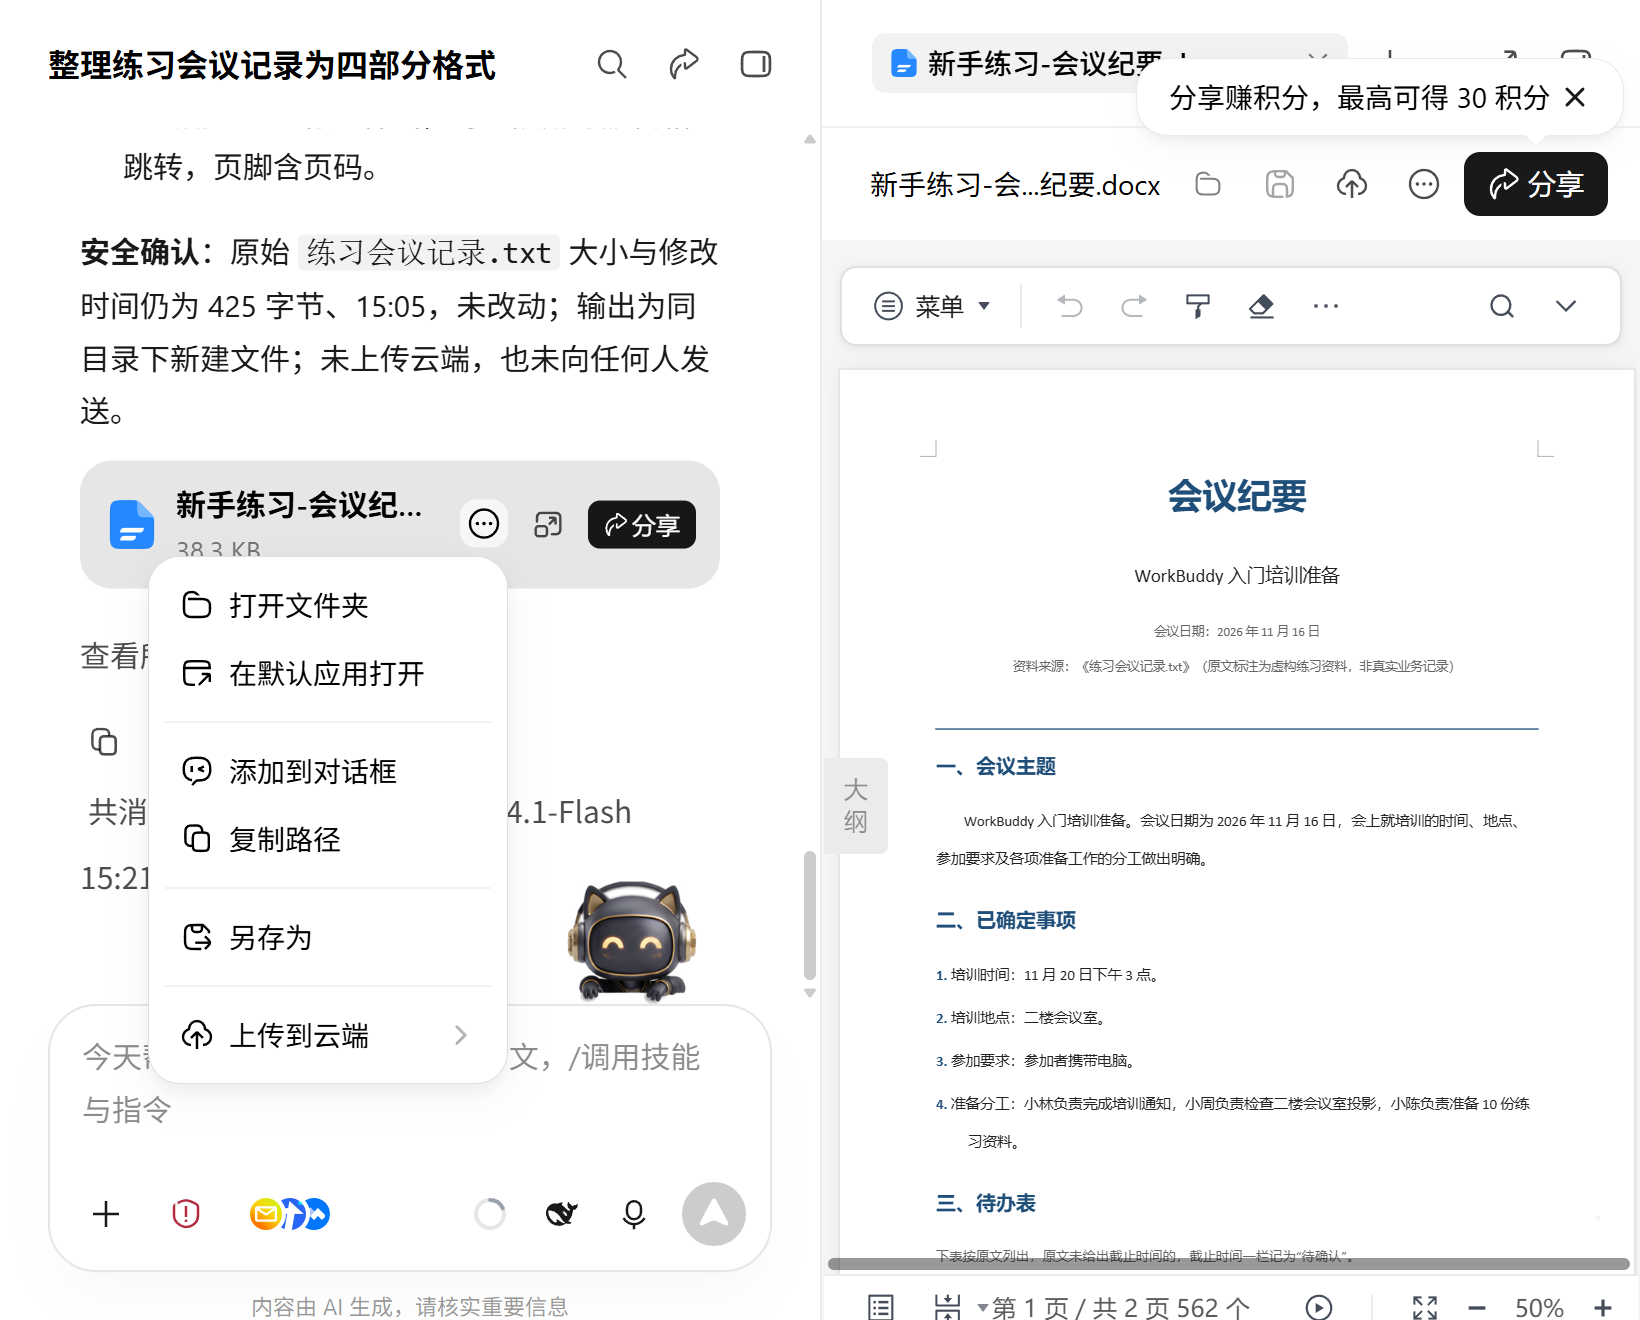 整理练习会议记录为四部分格式
跳转，页脚含页码。
安全确认：原始 练习会议记录.txt 大小与修改
时间仍为 425 字节、15:05，未改动；输出为同
目录下新建文件；未上传云端，也未向任何人发
送。
新手练习-会议纪...
38.3 KB
分享
打开文件夹
在默认应用打开
添加到对话框
复制路径
另存为
上传到云端
查看
共消
4.1-Flash
15:21
今天
文，/调用技能
与指令
内容由 AI 生成，请核实重要信息
新手练习-会议纪要
分享赚积分，最高可得 30 积分
新手练习-会...纪要.docx
分享
菜单
大纲
会议纪要
WorkBuddy 入门培训准备
会议日期：2026 年 11 月 16 日
资料来源：《练习会议记录.txt》（原文标注为虚构练习资料，非真实业务记录）
一、会议主题
WorkBuddy 入门培训准备。会议日期为 2026 年 11 月 16 日，会上就培训的时间、地点、
参加要求及各项准备工作的分工做出明确。
二、已确定事项
1. 培训时间：11 月 20 日下午 3 点。
2. 培训地点：二楼会议室。
3. 参加要求：参加者携带电脑。
4. 准备分工：小林负责完成培训通知，小周负责检查二楼会议室投影，小陈负责准备 10 份练
习资料。
三、待办表
下表按原文列出，原文未给出截止时间的，截止时间一栏记为“待确认”。
第 1 页 / 共 2 页 562 个
50%